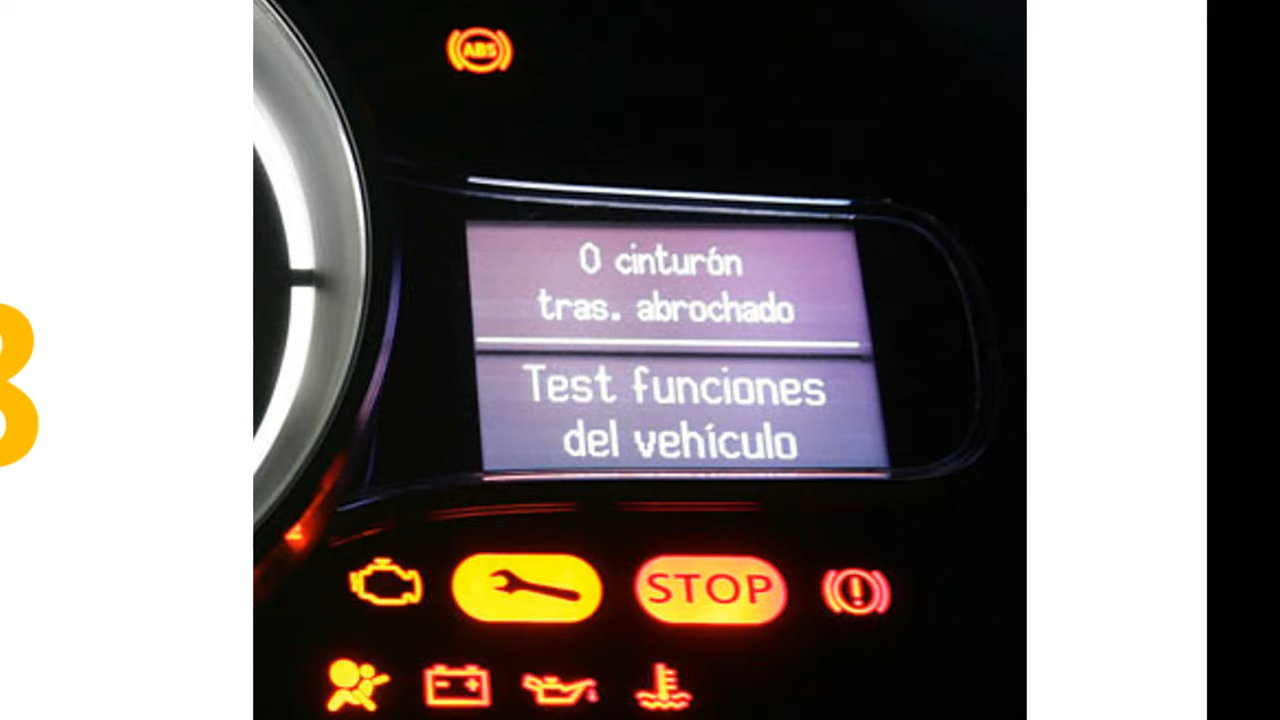 ABS
0 cinturón
tras. abrochado
Test funciones
del vehículo
STOP